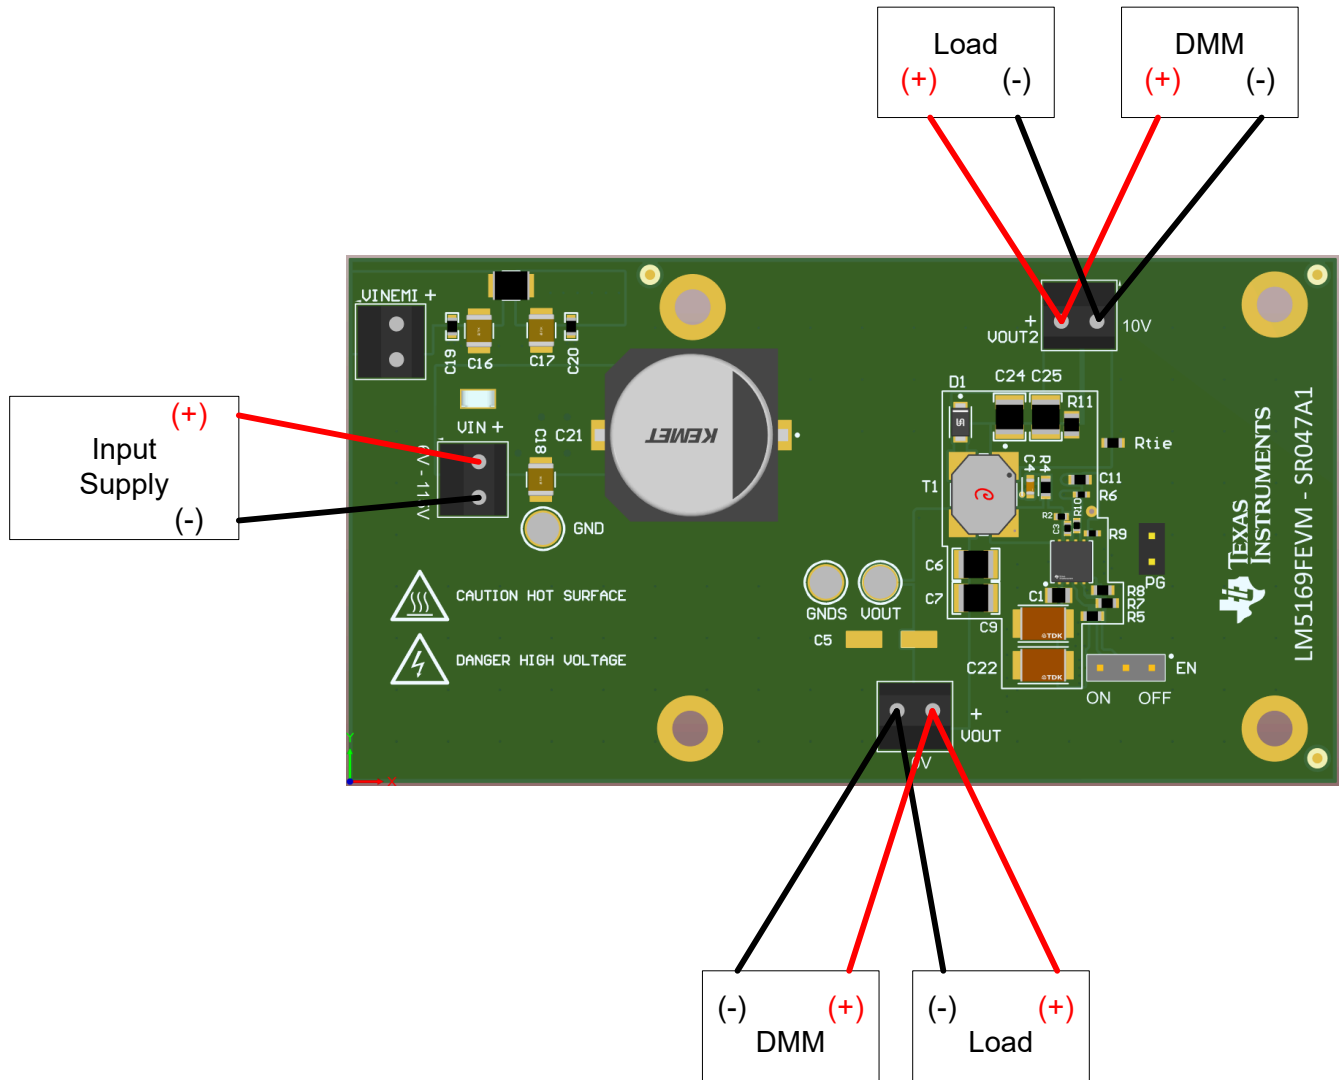 Load
(+) (-)
DMM
(+) (-)
VINEMI +
C19
C16
C17
C20
VIN +
C18
C21
KEMET
GND
Input
Supply
(+)
(-)
CAUTION HOT SURFACE
DANGER HIGH VOLTAGE
+
VOUT2
10V
D1
C24 C25
R11
Rtie
T1
C4
R4
C11
R6
R2
C3
R10
R9
C6
C7
PG
C1
R8
R7
R5
C9
TDK
C22
TDK
GNDS VOUT
C5
EN
ON OFF
+
VOUT
TEXAS
INSTRUMENTS
LM5169FEVM - SR047A1
Y
X
(-) (+)
DMM
(-) (+)
Load